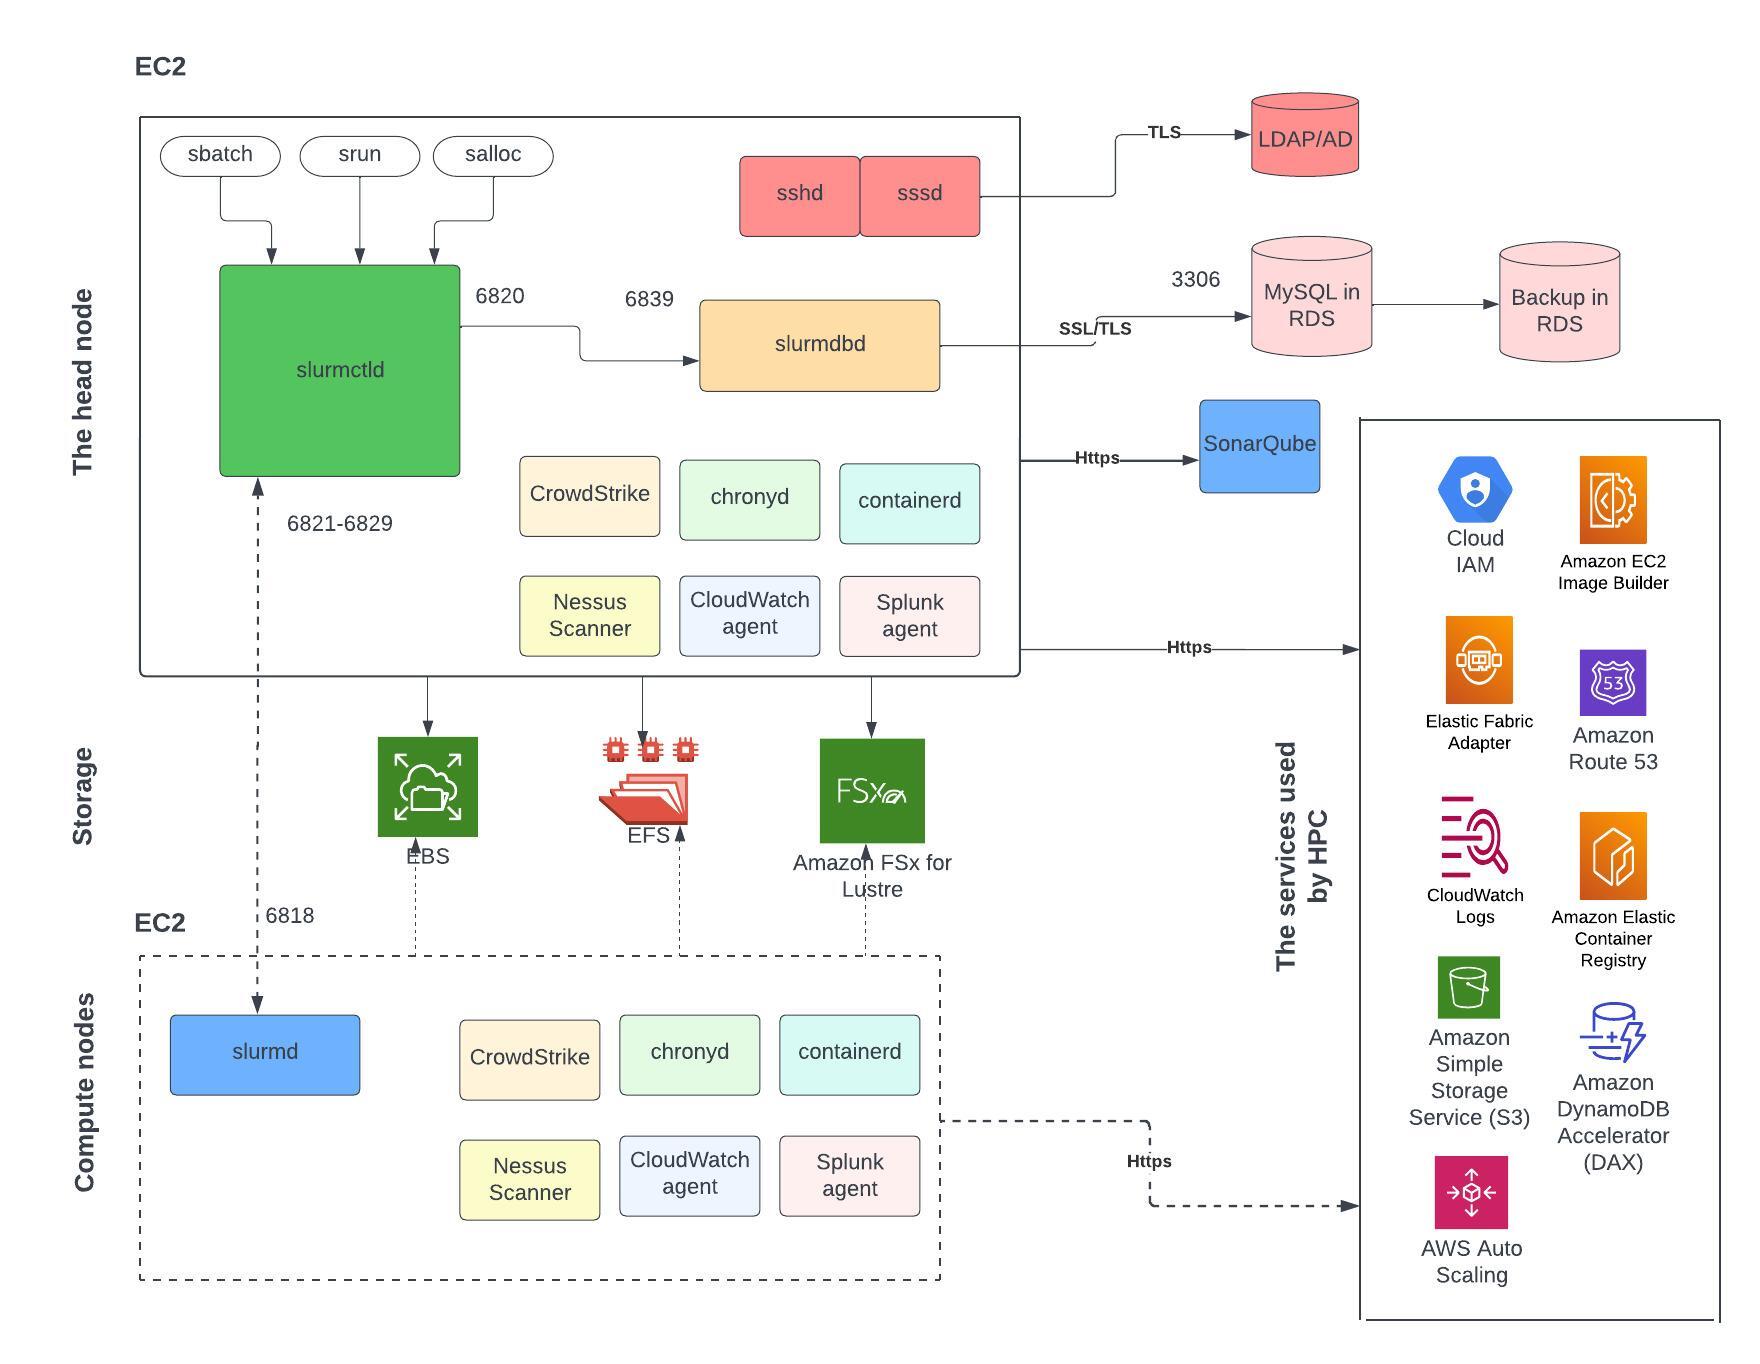 EC2
sbatch
srun
salloc
sshd
sssd
TLS
LDAP/AD
The head node
slurmctld
6820
6839
slurmdbd
SSL/TLS
3306
MySQL in
RDS
Backup in
RDS
Https
SonarQube
6821-6829
CrowdStrike
chronyd
containerd
Nessus
Scanner
CloudWatch
agent
Splunk
agent
Https
Storage
EBS
EFS
FSx
Amazon FSx for
Lustre
EC2
6818
Compute nodes
slurmd
CrowdStrike
chronyd
containerd
Nessus
Scanner
CloudWatch
agent
Splunk
agent
Https
The services used
by HPC
Cloud
IAM
Amazon EC2
Image Builder
Elastic Fabric
Adapter
53
Amazon
Route 53
CloudWatch
Logs
Amazon Elastic
Container
Registry
Amazon
Simple
Storage
Service (S3)
Amazon
DynamoDB
Accelerator
(DAX)
AWS Auto
Scaling